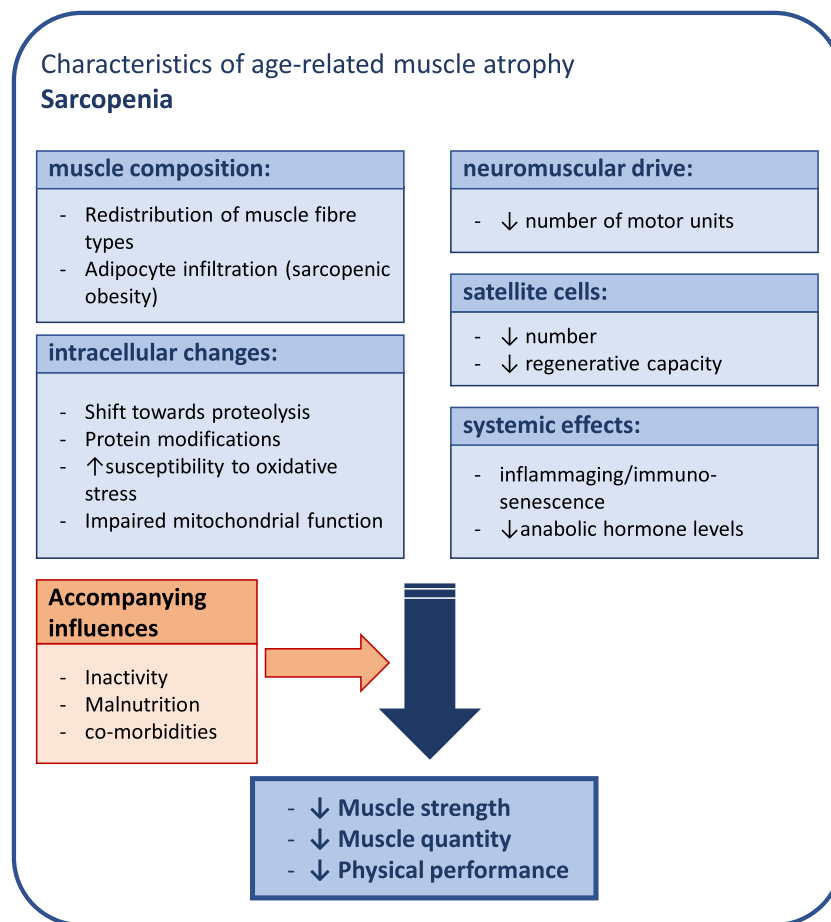 Characteristics of age-related muscle atrophy
Sarcopenia
muscle composition:
- Redistribution of muscle fibre
types
- Adipocyte infiltration (sarcopenic
obesity)
intracellular changes:
- Shift towards proteolysis
- Protein modifications
- ↑susceptibility to oxidative
stress
- Impaired mitochondrial function
neuromuscular drive:
- ↓ number of motor units
satellite cells:
- ↓ number
- ↓ regenerative capacity
systemic effects:
- inflammaging/immuno-
senescence
- ↓anabolic hormone levels
Accompanying
influences
- Inactivity
- Malnutrition
- co-morbidities
- ↓ Muscle strength
- ↓ Muscle quantity
- ↓ Physical performance